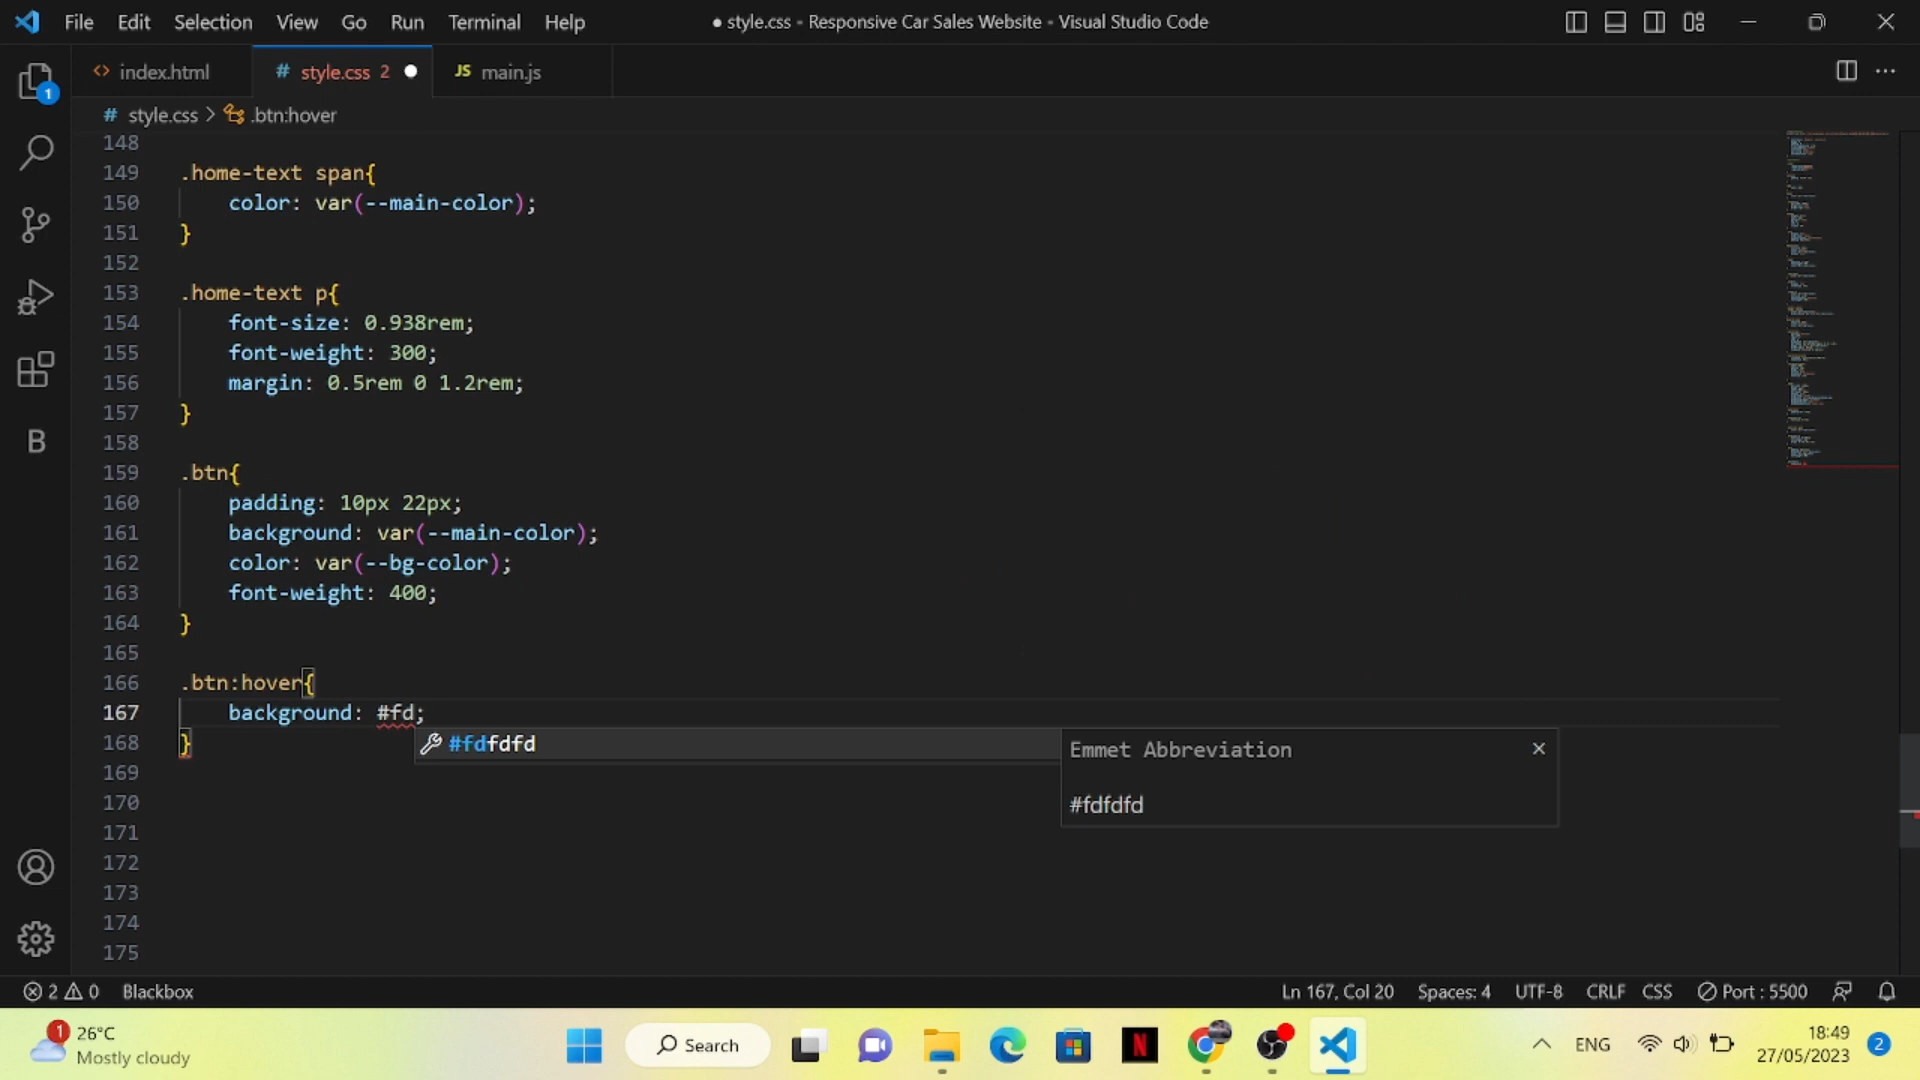 File Edit Selection View Go Run Terminal Help ● style.css - Responsive Car Sales Website - Visual Studio Code
<> index.html # style.css 2 ● JS main.js
1
# style.css > .btn:hover
148
149 .home-text span{
150 color: var(--main-color);
151 }
152
153 .home-text p{
154 font-size: 0.938rem;
155 font-weight: 300;
156 margin: 0.5rem 0 1.2rem;
157 }
158
159 .btn{
160 padding: 10px 22px;
161 background: var(--main-color);
162 color: var(--bg-color);
163 font-weight: 400;
164 }
165
166 .btn:hover{
167 background: #fd;
168 }
#fdfdfd
Emmet Abbreviation
#fdfdfd
169
170
171
172
173
174
175
B
2 0 Blackbox Ln 167, Col 20 Spaces: 4 UTF-8 CRLF CSS Port : 5500
1 26°C
Mostly cloudy
Search
N
ENG
18:49
27/05/2023
2